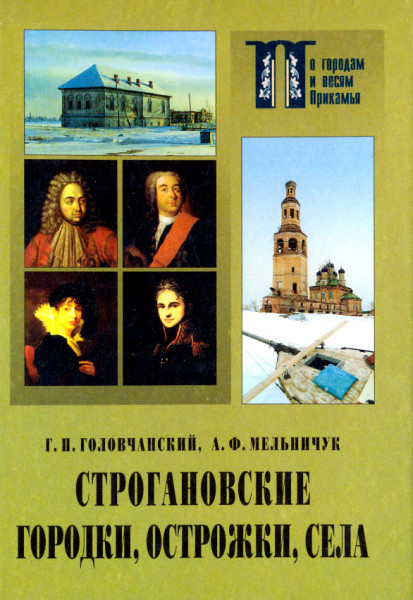 По городам
и весям
Прикамья
Г. П. ГОЛОВЧАНСКИЙ, А. Ф. МЕЛЬНИЧУК
СТРОГАНОВСКИЕ
ГОРОДКИ, ОСТРОЖКИ, СЕЛА